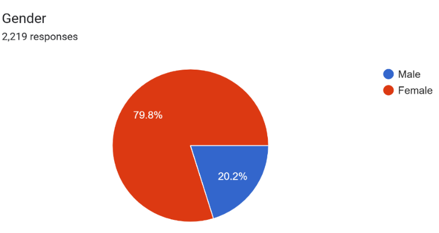 Gender
2,219 responses
Male
Female
79.8%
20.2%